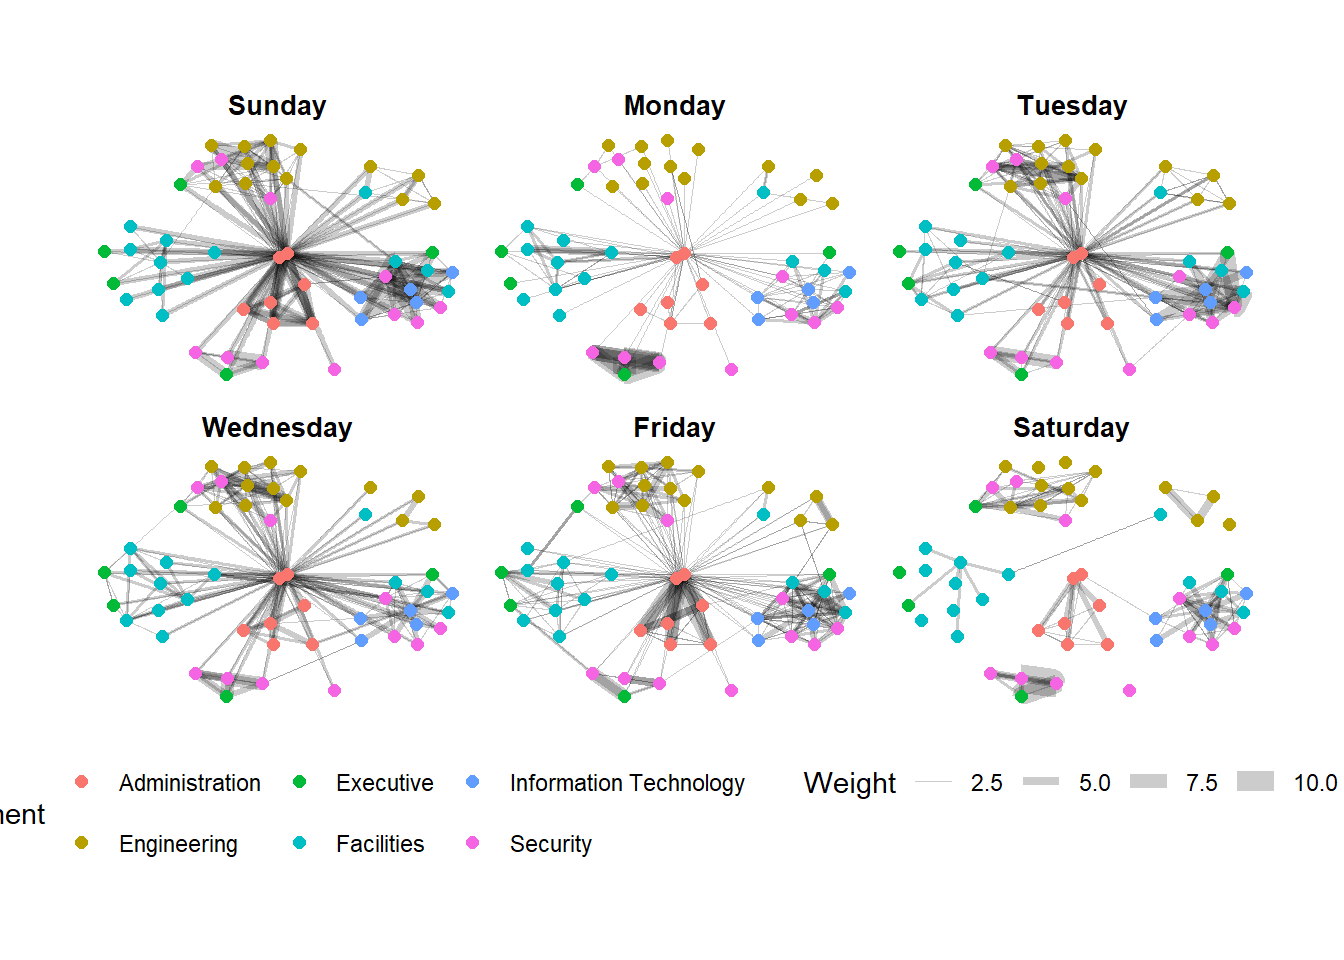 Sunday
Monday
Tuesday
Wednesday
Friday
Saturday
Administration
Executive
Information Technology
Weight
2.5
5.0
7.5
10.0
Engineering
Facilities
Security